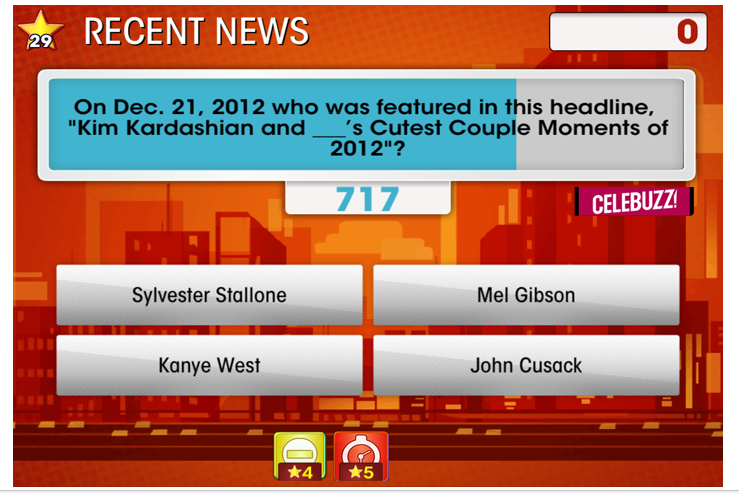 29
RECENT NEWS
0
On Dec. 21, 2012 who was featured in this headline,
"Kim Kardashian and ___'s Cutest Couple Moments of
2012"?
717
CELEBUZZ!
Sylvester Stallone
Mel Gibson
Kanye West
John Cusack
4
5